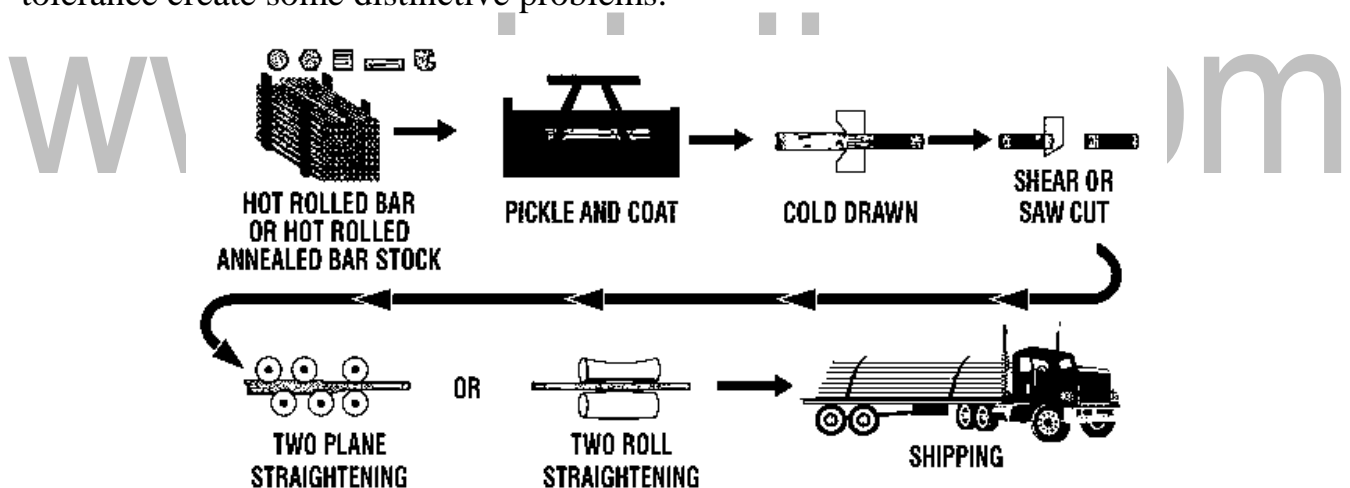 tolerance create some distinctive problems.
HOT ROLLED BAR
OR HOT ROLLED
ANNEALED BAR STOCK
PICKLE AND COAT
COLD DRAWN
SHEAR OR
SAW CUT
TWO PLANE
STRAIGHTENING
OR
TWO ROLL
STRAIGHTENING
SHIPPING